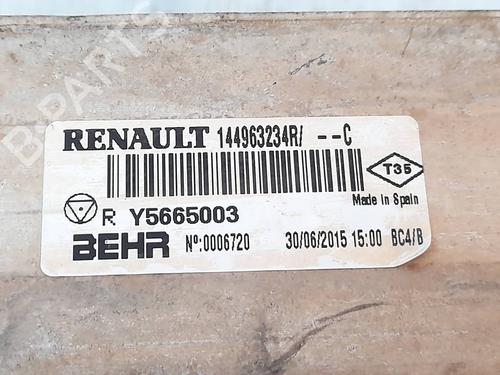 B-PARTS
RENAULT 144963234R/ --C
T35
Made in Spain
R Y5665003
BEHR Nº:0006720 30/06/2015 15:00 BC4/B